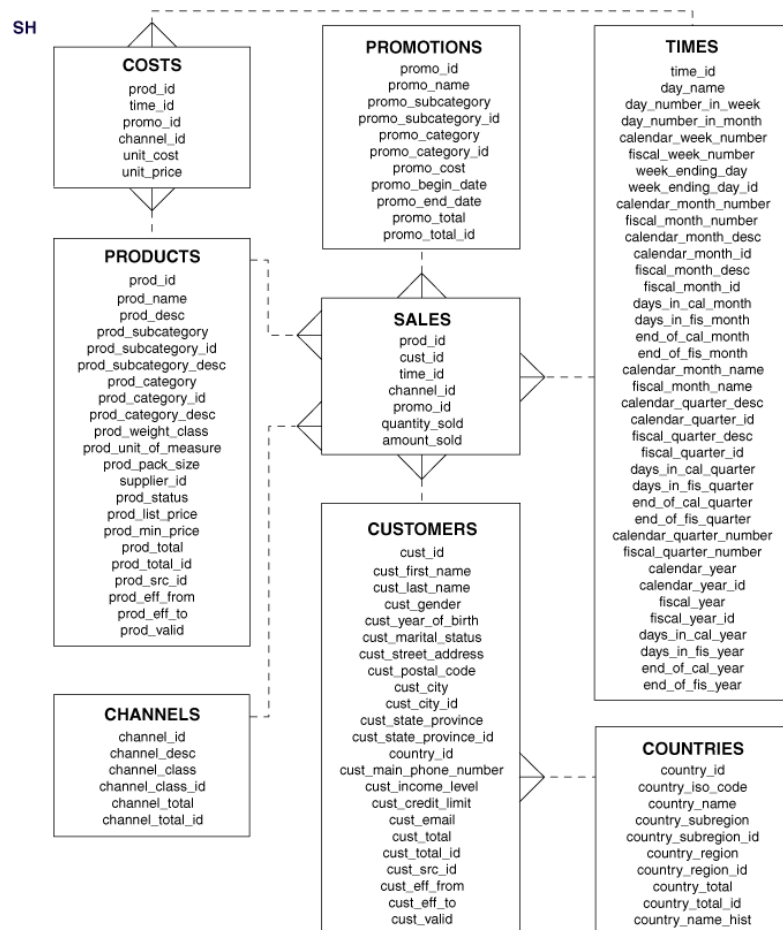 SH
COSTS
prod_id
time_id
promo_id
channel_id
unit_cost
unit_price
PROMOTIONS
promo_id
promo_name
promo_subcategory
promo_subcategory_id
promo_category
promo_category_id
promo_cost
promo_begin_date
promo_end_date
promo_total
promo_total_id
TIMES
time_id
day_name
day_number_in_week
day_number_in_month
calendar_week_number
fiscal_week_number
week_ending_day
week_ending_day_id
calendar_month_number
fiscal_month_number
calendar_month_desc
calendar_month_id
fiscal_month_desc
fiscal_month_id
days_in_cal_month
days_in_fis_month
end_of_cal_month
end_of_fis_month
calendar_month_name
fiscal_month_name
calendar_quarter_desc
calendar_quarter_id
fiscal_quarter_desc
fiscal_quarter_id
days_in_cal_quarter
days_in_fis_quarter
end_of_cal_quarter
end_of_fis_quarter
calendar_quarter_number
fiscal_quarter_number
calendar_year
calendar_year_id
fiscal_year
fiscal_year_id
days_in_cal_year
days_in_fis_year
end_of_cal_year
end_of_fis_year
PRODUCTS
prod_id
prod_name
prod_desc
prod_subcategory
prod_subcategory_id
prod_subcategory_desc
prod_category
prod_category_id
prod_category_desc
prod_weight_class
prod_unit_of_measure
prod_pack_size
supplier_id
prod_status
prod_list_price
prod_min_price
prod_total
prod_total_id
prod_src_id
prod_eff_from
prod_eff_to
prod_valid
SALES
prod_id
cust_id
time_id
channel_id
promo_id
quantity_sold
amount_sold
CUSTOMERS
cust_id
cust_first_name
cust_last_name
cust_gender
cust_year_of_birth
cust_marital_status
cust_street_address
cust_postal_code
cust_city
cust_city_id
cust_state_province
cust_state_province_id
country_id
cust_main_phone_number
cust_income_level
cust_credit_limit
cust_email
cust_total
cust_total_id
cust_src_id
cust_eff_from
cust_eff_to
cust_valid
CHANNELS
channel_id
channel_desc
channel_class
channel_class_id
channel_total
channel_total_id
COUNTRIES
country_id
country_iso_code
country_name
country_subregion
country_subregion_id
country_region
country_region_id
country_total
country_total_id
country_name_hist